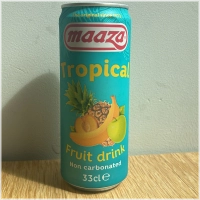 maaza
Tropical
Fruit drink
Non carbonated
33cl e